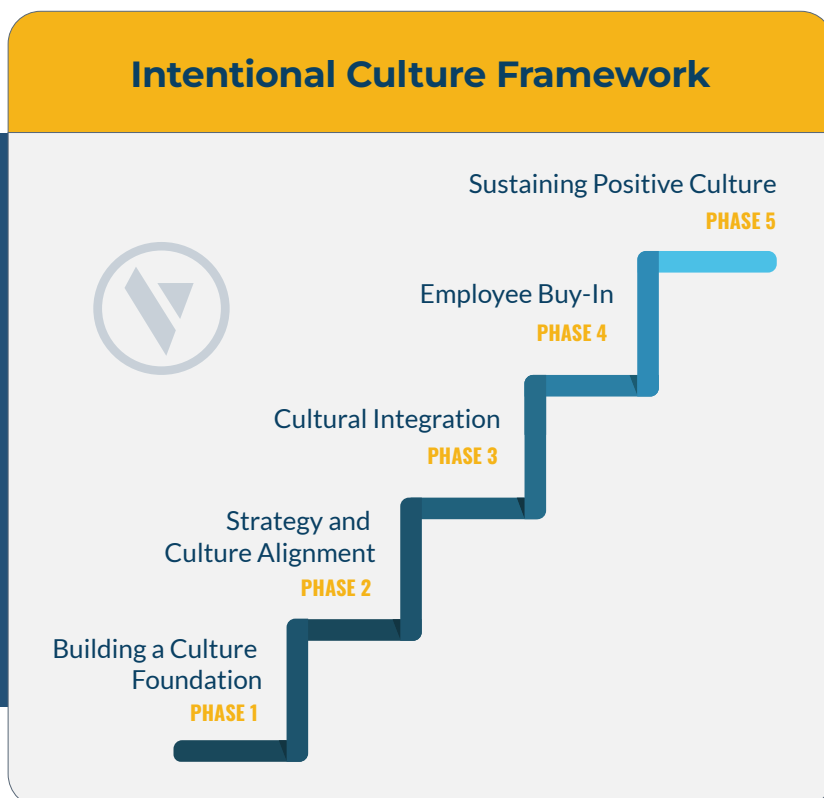 Intentional Culture Framework
Sustaining Positive Culture
PHASE 5
Employee Buy-In
PHASE 4
Cultural Integration
PHASE 3
Strategy and
Culture Alignment
PHASE 2
Building a Culture
Foundation
PHASE 1